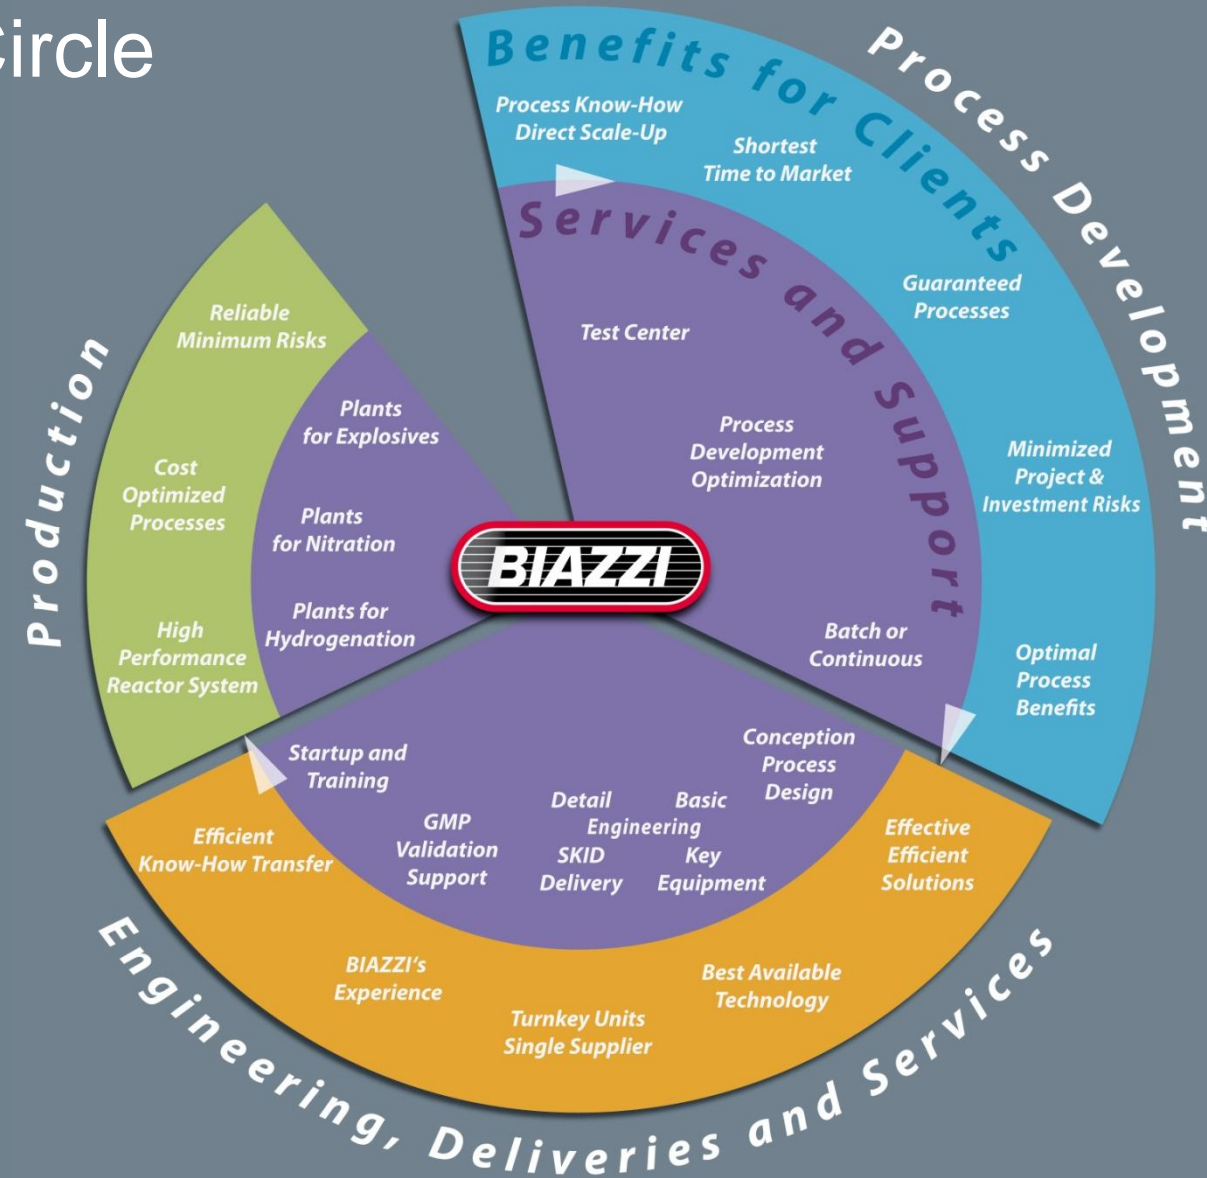 Circle
Benefits for Clients
Process Development
Process Know-How
Direct Scale-Up
Shortest
Time to Market
Guaranteed
Processes
Minimized
Project &
Investment Risks
Optimal
Process
Benefits
Services and Support
Test Center
Process
Development
Optimization
Batch or
Continuous
BIAZZI
Conception
Process
Design
Basic
Detail
Engineering
Key
Equipment
SKID
Delivery
GMP
Validation
Support
Startup and
Training
Effective
Efficient
Solutions
Best Available
Technology
Turnkey Units
Single Supplier
BIAZZI‘s
Experience
Efficient
Know-How Transfer
Engineering, Deliveries and Services
Plants for
Hydrogenation
Plants
for Nitration
Plants
for Explosives
High
Performance
Reactor System
Cost
Optimized
Processes
Reliable
Minimum Risks
Production